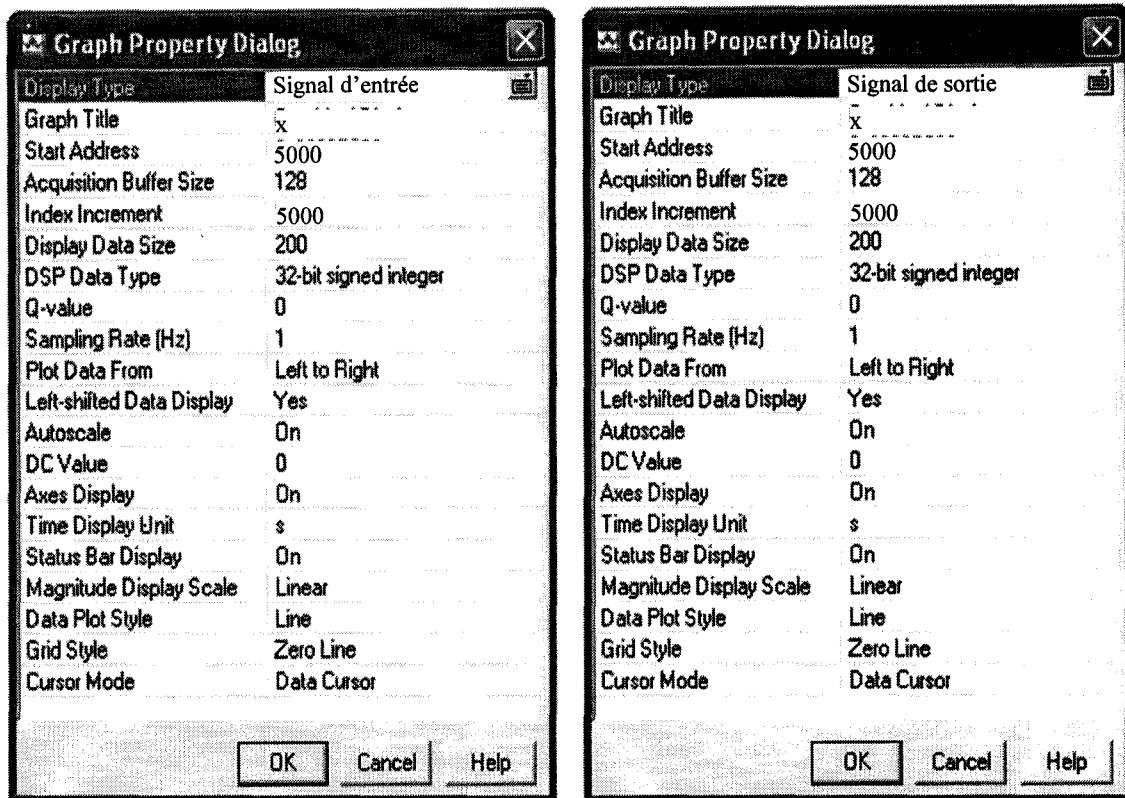 Graph Property Dialog
Display Type Signal d'entrée
Graph Title x
Start Address 5000
Acquisition Buffer Size 128
Index Increment 5000
Display Data Size 200
DSP Data Type 32-bit signed integer
Q-value 0
Sampling Rate (Hz) 1
Plot Data From Left to Right
Left-shifted Data Display Yes
Autoscale On
DC Value 0
Axes Display On
Time Display Unit s
Status Bar Display On
Magnitude Display Scale Linear
Data Plot Style Line
Grid Style Zero Line
Cursor Mode Data Cursor
OK Cancel Help
Graph Property Dialog
Display Type Signal de sortie
Graph Title x
Start Address 5000
Acquisition Buffer Size 128
Index Increment 5000
Display Data Size 200
DSP Data Type 32-bit signed integer
Q-value 0
Sampling Rate (Hz) 1
Plot Data From Left to Right
Left-shifted Data Display Yes
Autoscale On
DC Value 0
Axes Display On
Time Display Unit s
Status Bar Display On
Magnitude Display Scale Linear
Data Plot Style Line
Grid Style Zero Line
Cursor Mode Data Cursor
OK Cancel Help